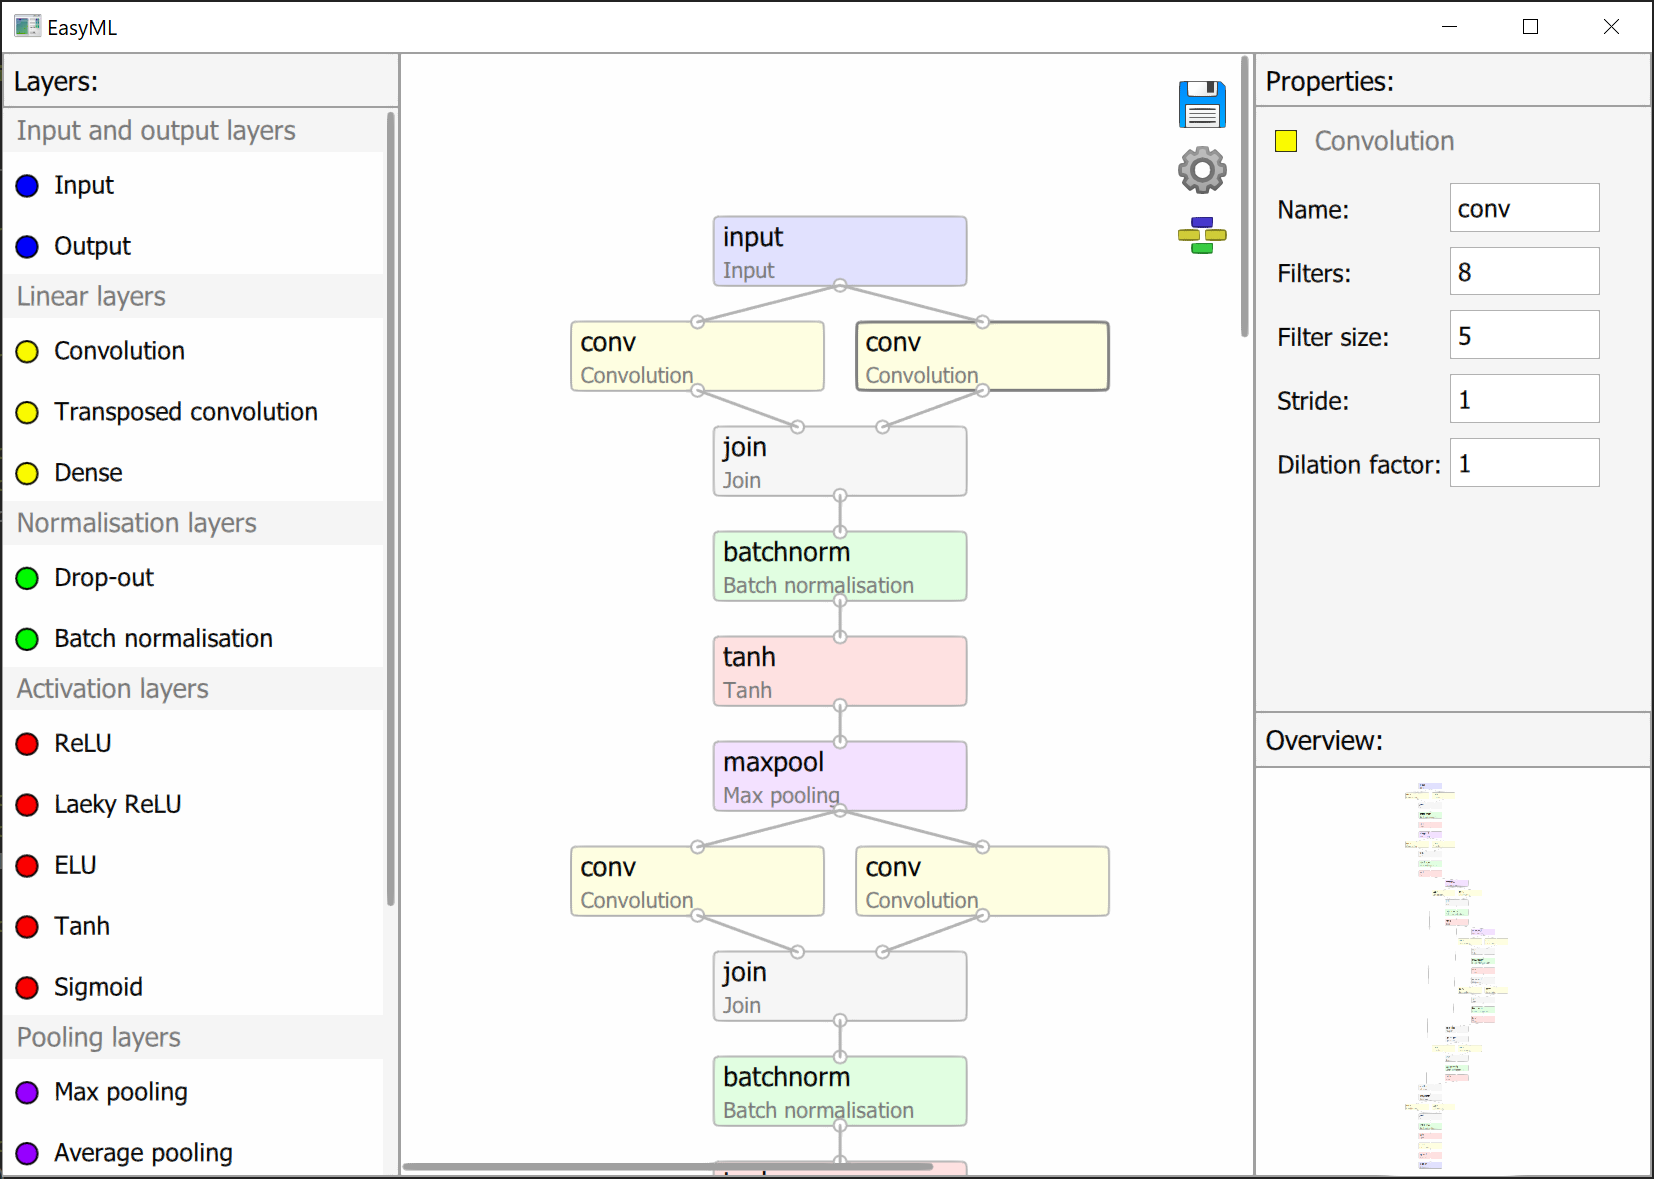 EasyML
Layers:
Input and output layers
Input
Output
Linear layers
Convolution
Transposed convolution
Dense
Normalisation layers
Drop-out
Batch normalisation
Activation layers
ReLU
Laeky ReLU
ELU
Tanh
Sigmoid
Pooling layers
Max pooling
Average pooling
input
Input
conv
Convolution
conv
Convolution
join
Join
batchnorm
Batch normalisation
tanh
Tanh
maxpool
Max pooling
conv
Convolution
conv
Convolution
join
Join
batchnorm
Batch normalisation
Properties:
Convolution
Name: conv
Filters: 8
Filter size: 5
Stride: 1
Dilation factor: 1
Overview: